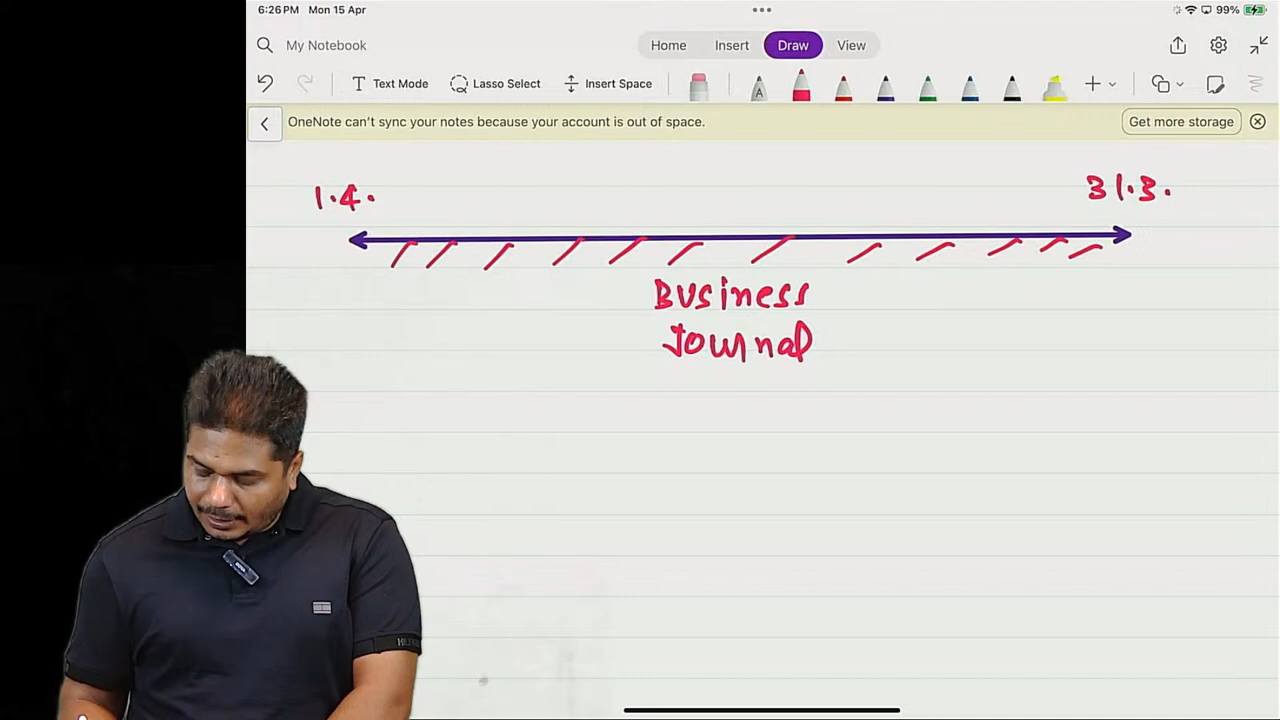 6:26 PM Mon 15 Apr
99%
My Notebook
Home Insert Draw View
Text Mode Lasso Select Insert Space
OneNote can't sync your notes because your account is out of space.
Get more storage
1.4. 31.3.
Business
Journal